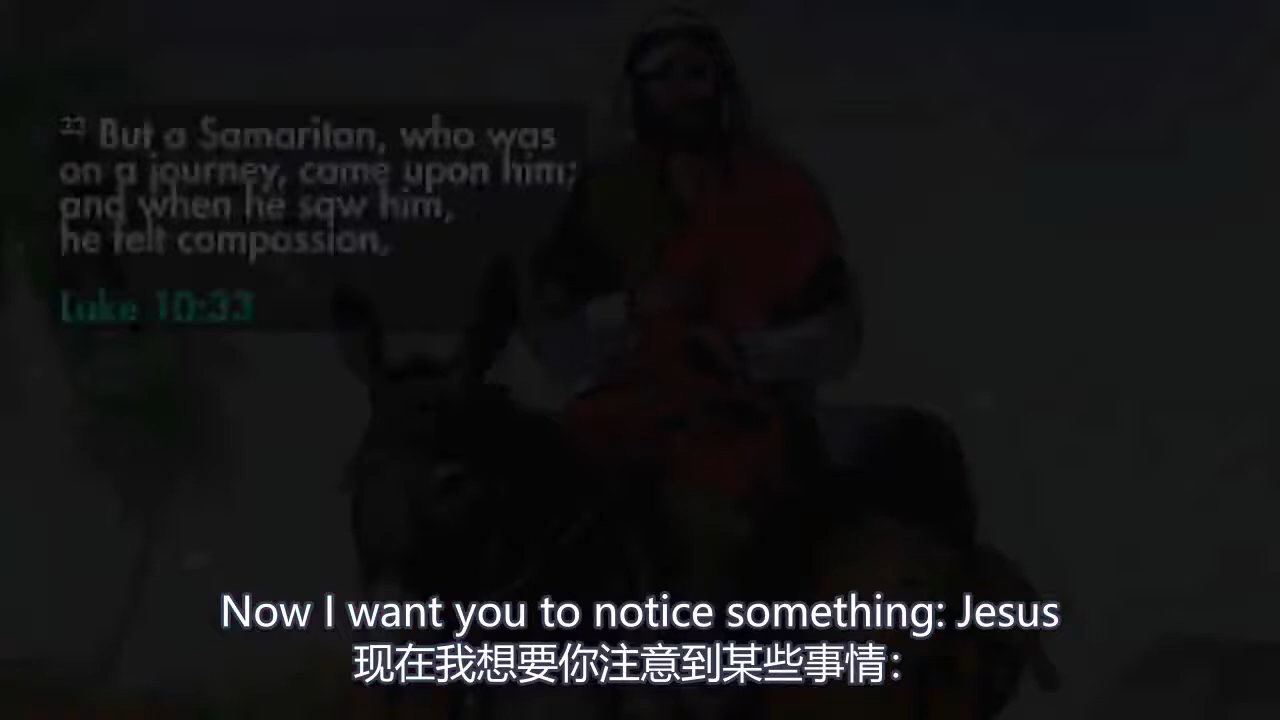 33 But a Samaritan, who was
on a journey, came upon him;
and when he saw him,
he felt compassion,
Luke 10:33
Now I want you to notice something: Jesus
现在我想要你注意到某些事情：